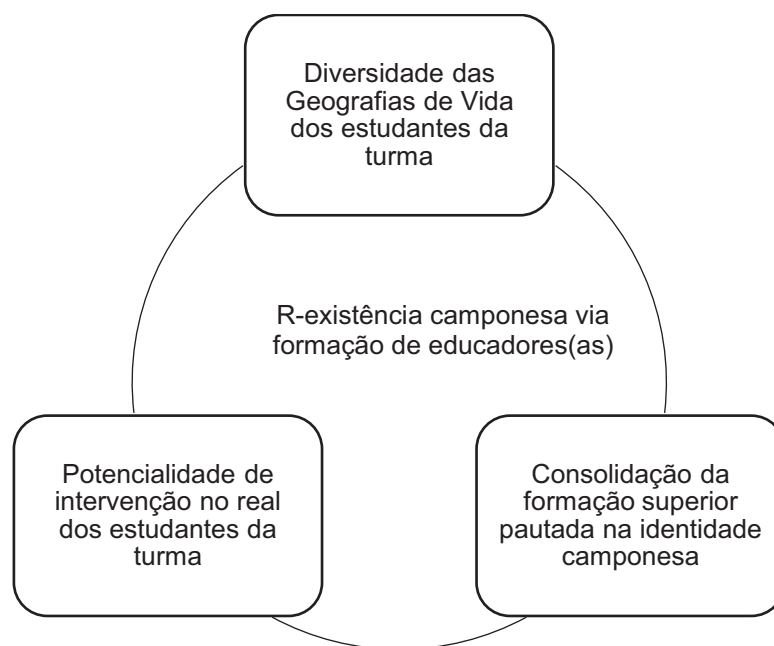 Diversidade das
Geografias de Vida
dos estudantes da
turma
R-existência camponesa via
formação de educadores(as)
Potencialidade de
intervenção no real
dos estudantes da
turma
Consolidação da
formação superior
pautada na identidade
camponesa